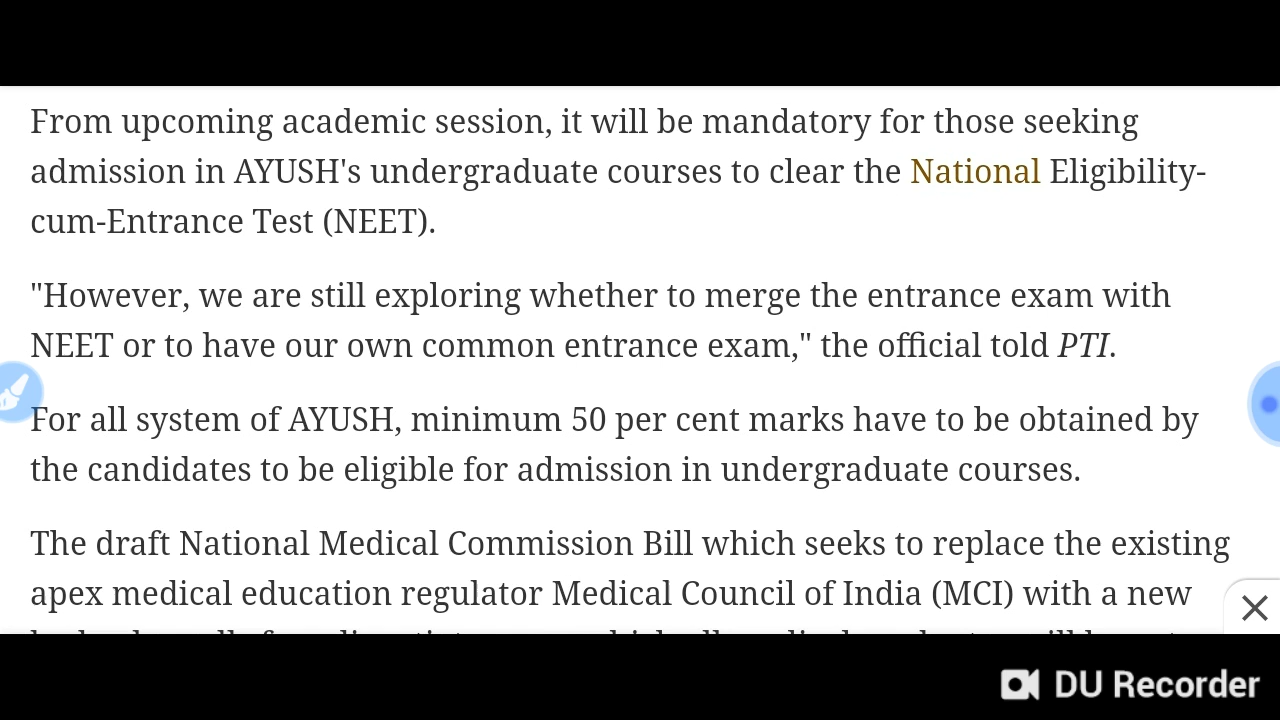 From upcoming academic session, it will be mandatory for those seeking
admission in AYUSH's undergraduate courses to clear the National Eligibility-
cum-Entrance Test (NEET).
"However, we are still exploring whether to merge the entrance exam with
NEET or to have our own common entrance exam," the official told PTI.
For all system of AYUSH, minimum 50 per cent marks have to be obtained by
the candidates to be eligible for admission in undergraduate courses.
The draft National Medical Commission Bill which seeks to replace the existing
apex medical education regulator Medical Council of India (MCI) with a new
DU Recorder